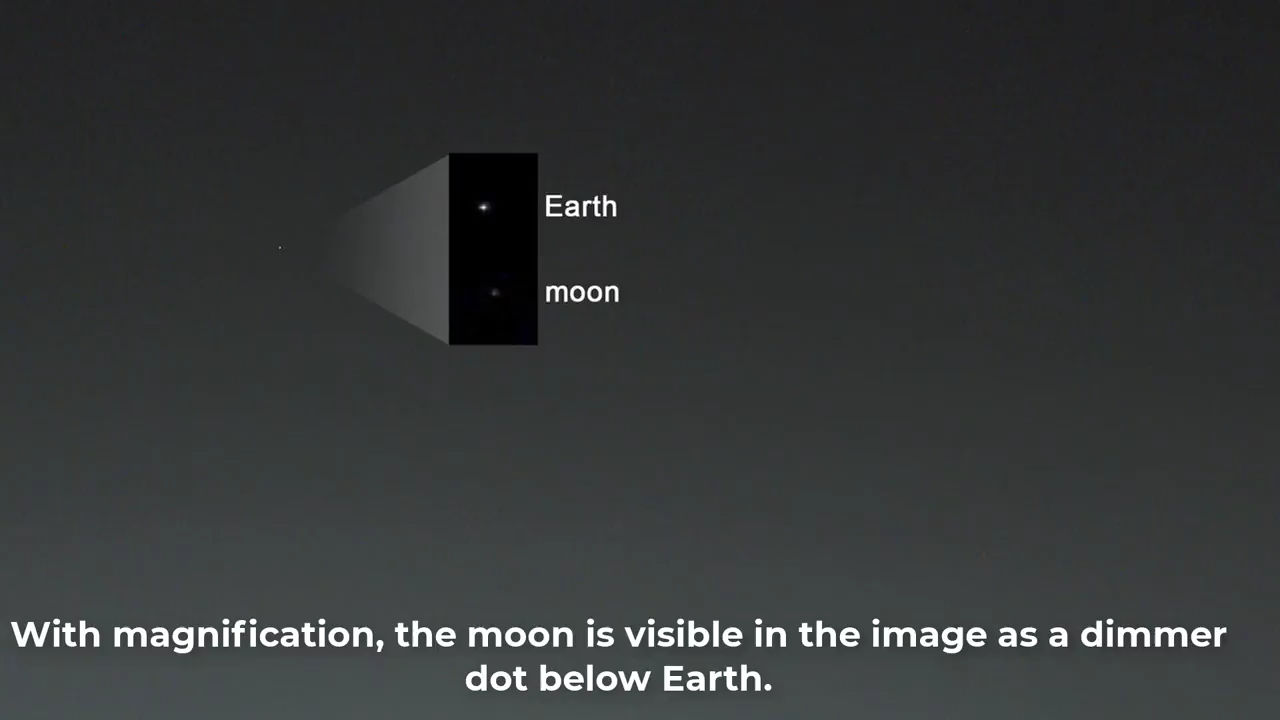 Earth
moon
With magnification, the moon is visible in the image as a dimmer
dot below Earth.